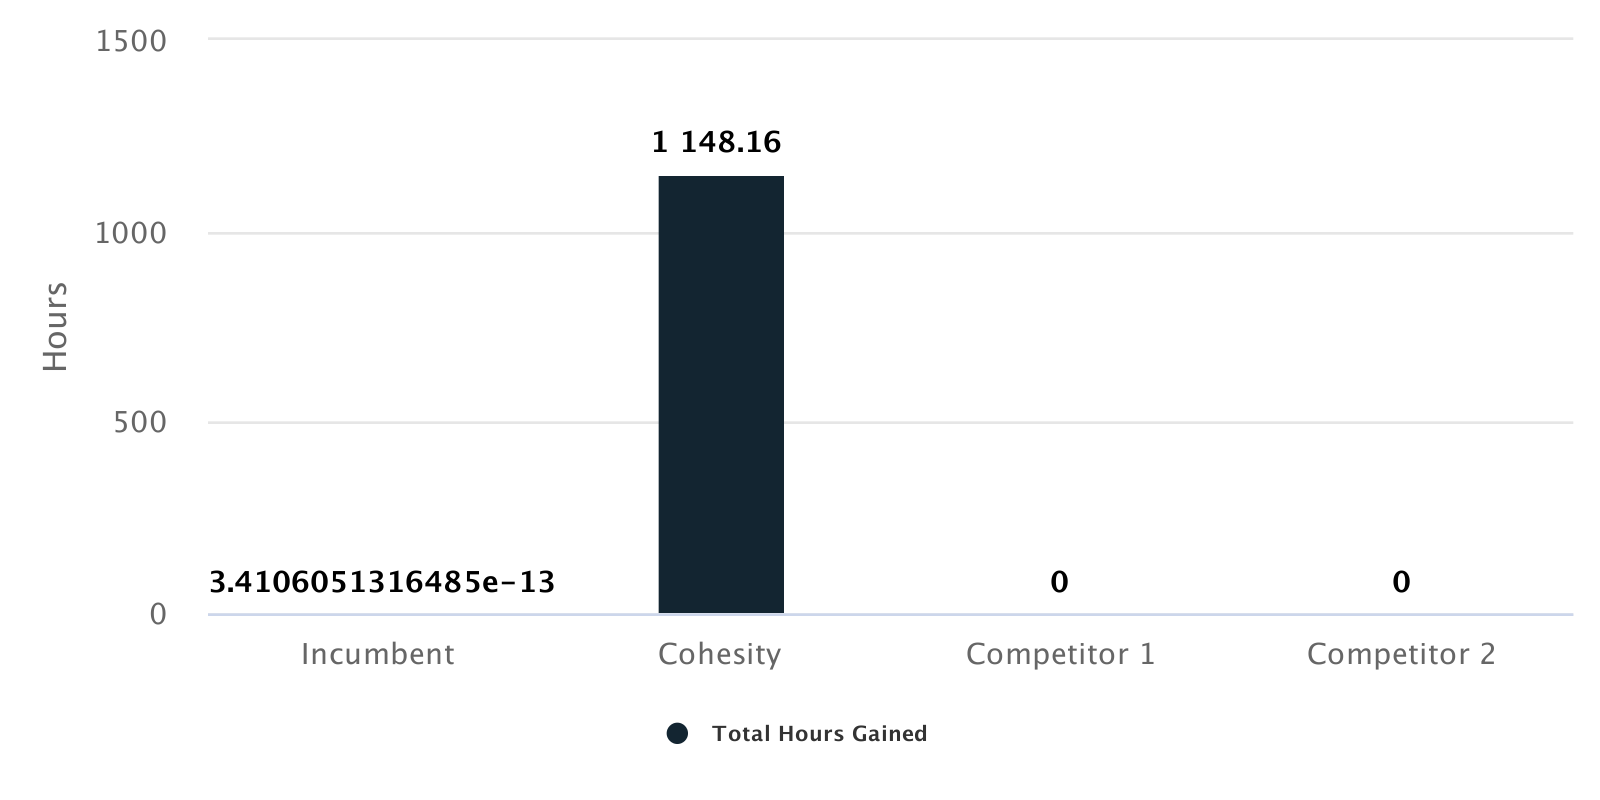 1500
1 148.16
1000
Hours
500
3.4106051316485e-13 0 0
0
Incumbent Cohesity Competitor 1 Competitor 2
Total Hours Gained